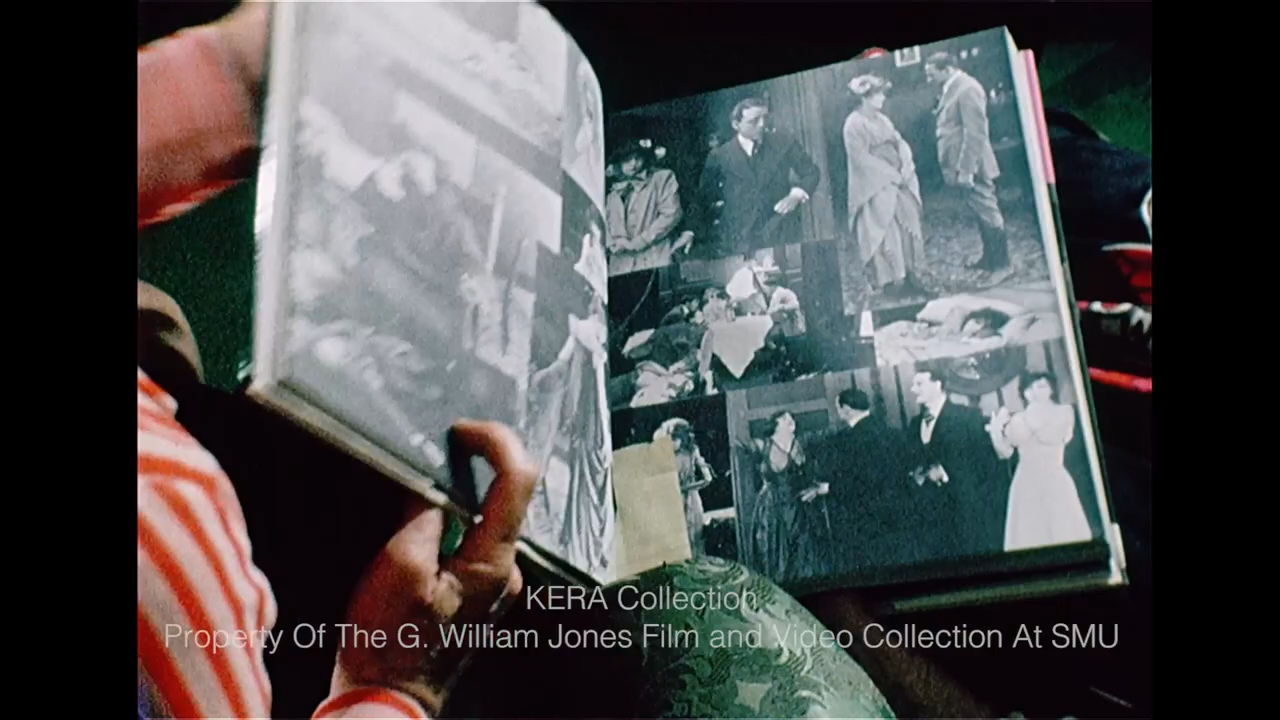 KERA Collection
Property Of The G. William Jones Film and Video Collection At SMU